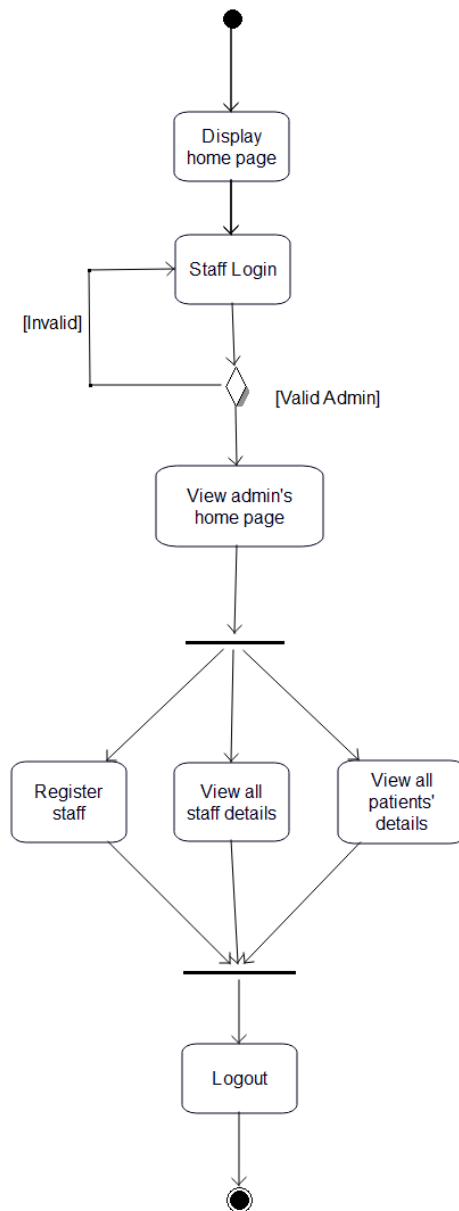 Display
home page
Staff Login
[Invalid]
[Valid Admin]
View admin's
home page
Register
staff
View all
staff details
View all
patients'
details
Logout